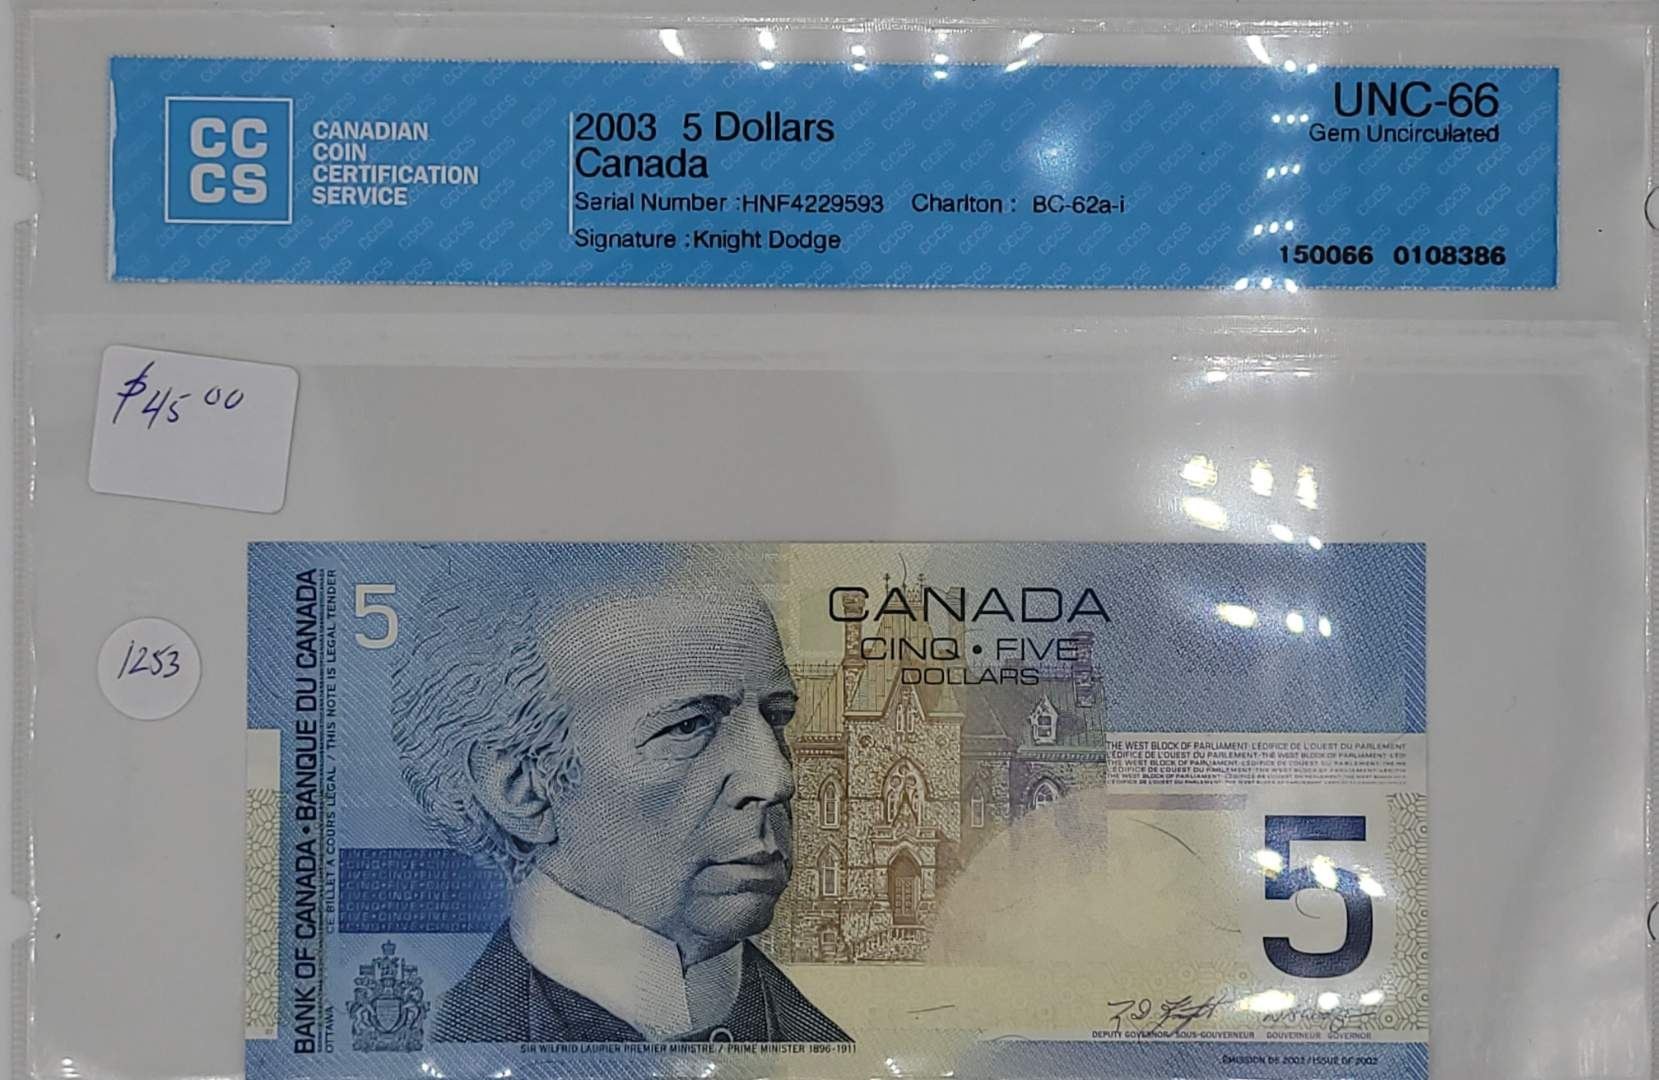 CC
CS
CANADIAN
COIN
CERTIFICATION
SERVICE
2003 5 Dollars
Canada
Serial Number :HNF4229593 Charlton : BC-62a-i
Signature :Knight Dodge
UNC-66
Gem Uncirculated
150066 0108386
$45.00
1253
BANK OF CANADA • BANQUE DU CANADA
OTTAWA
CE BILLET A COURS LÉGAL / THIS NOTE IS LEGAL TENDER
5
CANADA
CINQ • FIVE
DOLLARS
THE WEST BLOCK OF PARLIAMENT·L'ÉDIFICE DE L'OUEST DU PARLEMENT
5
DEPUTY GOVERNOR/SOUS-GOUVERNEUR GOUVERNEUR GOVERNOR
SIR WILFRID LAURIER PREMIER MINISTRE / PRIME MINISTER 1896-1911
ÉMISSION DE 2002 / ISSUE OF 2002